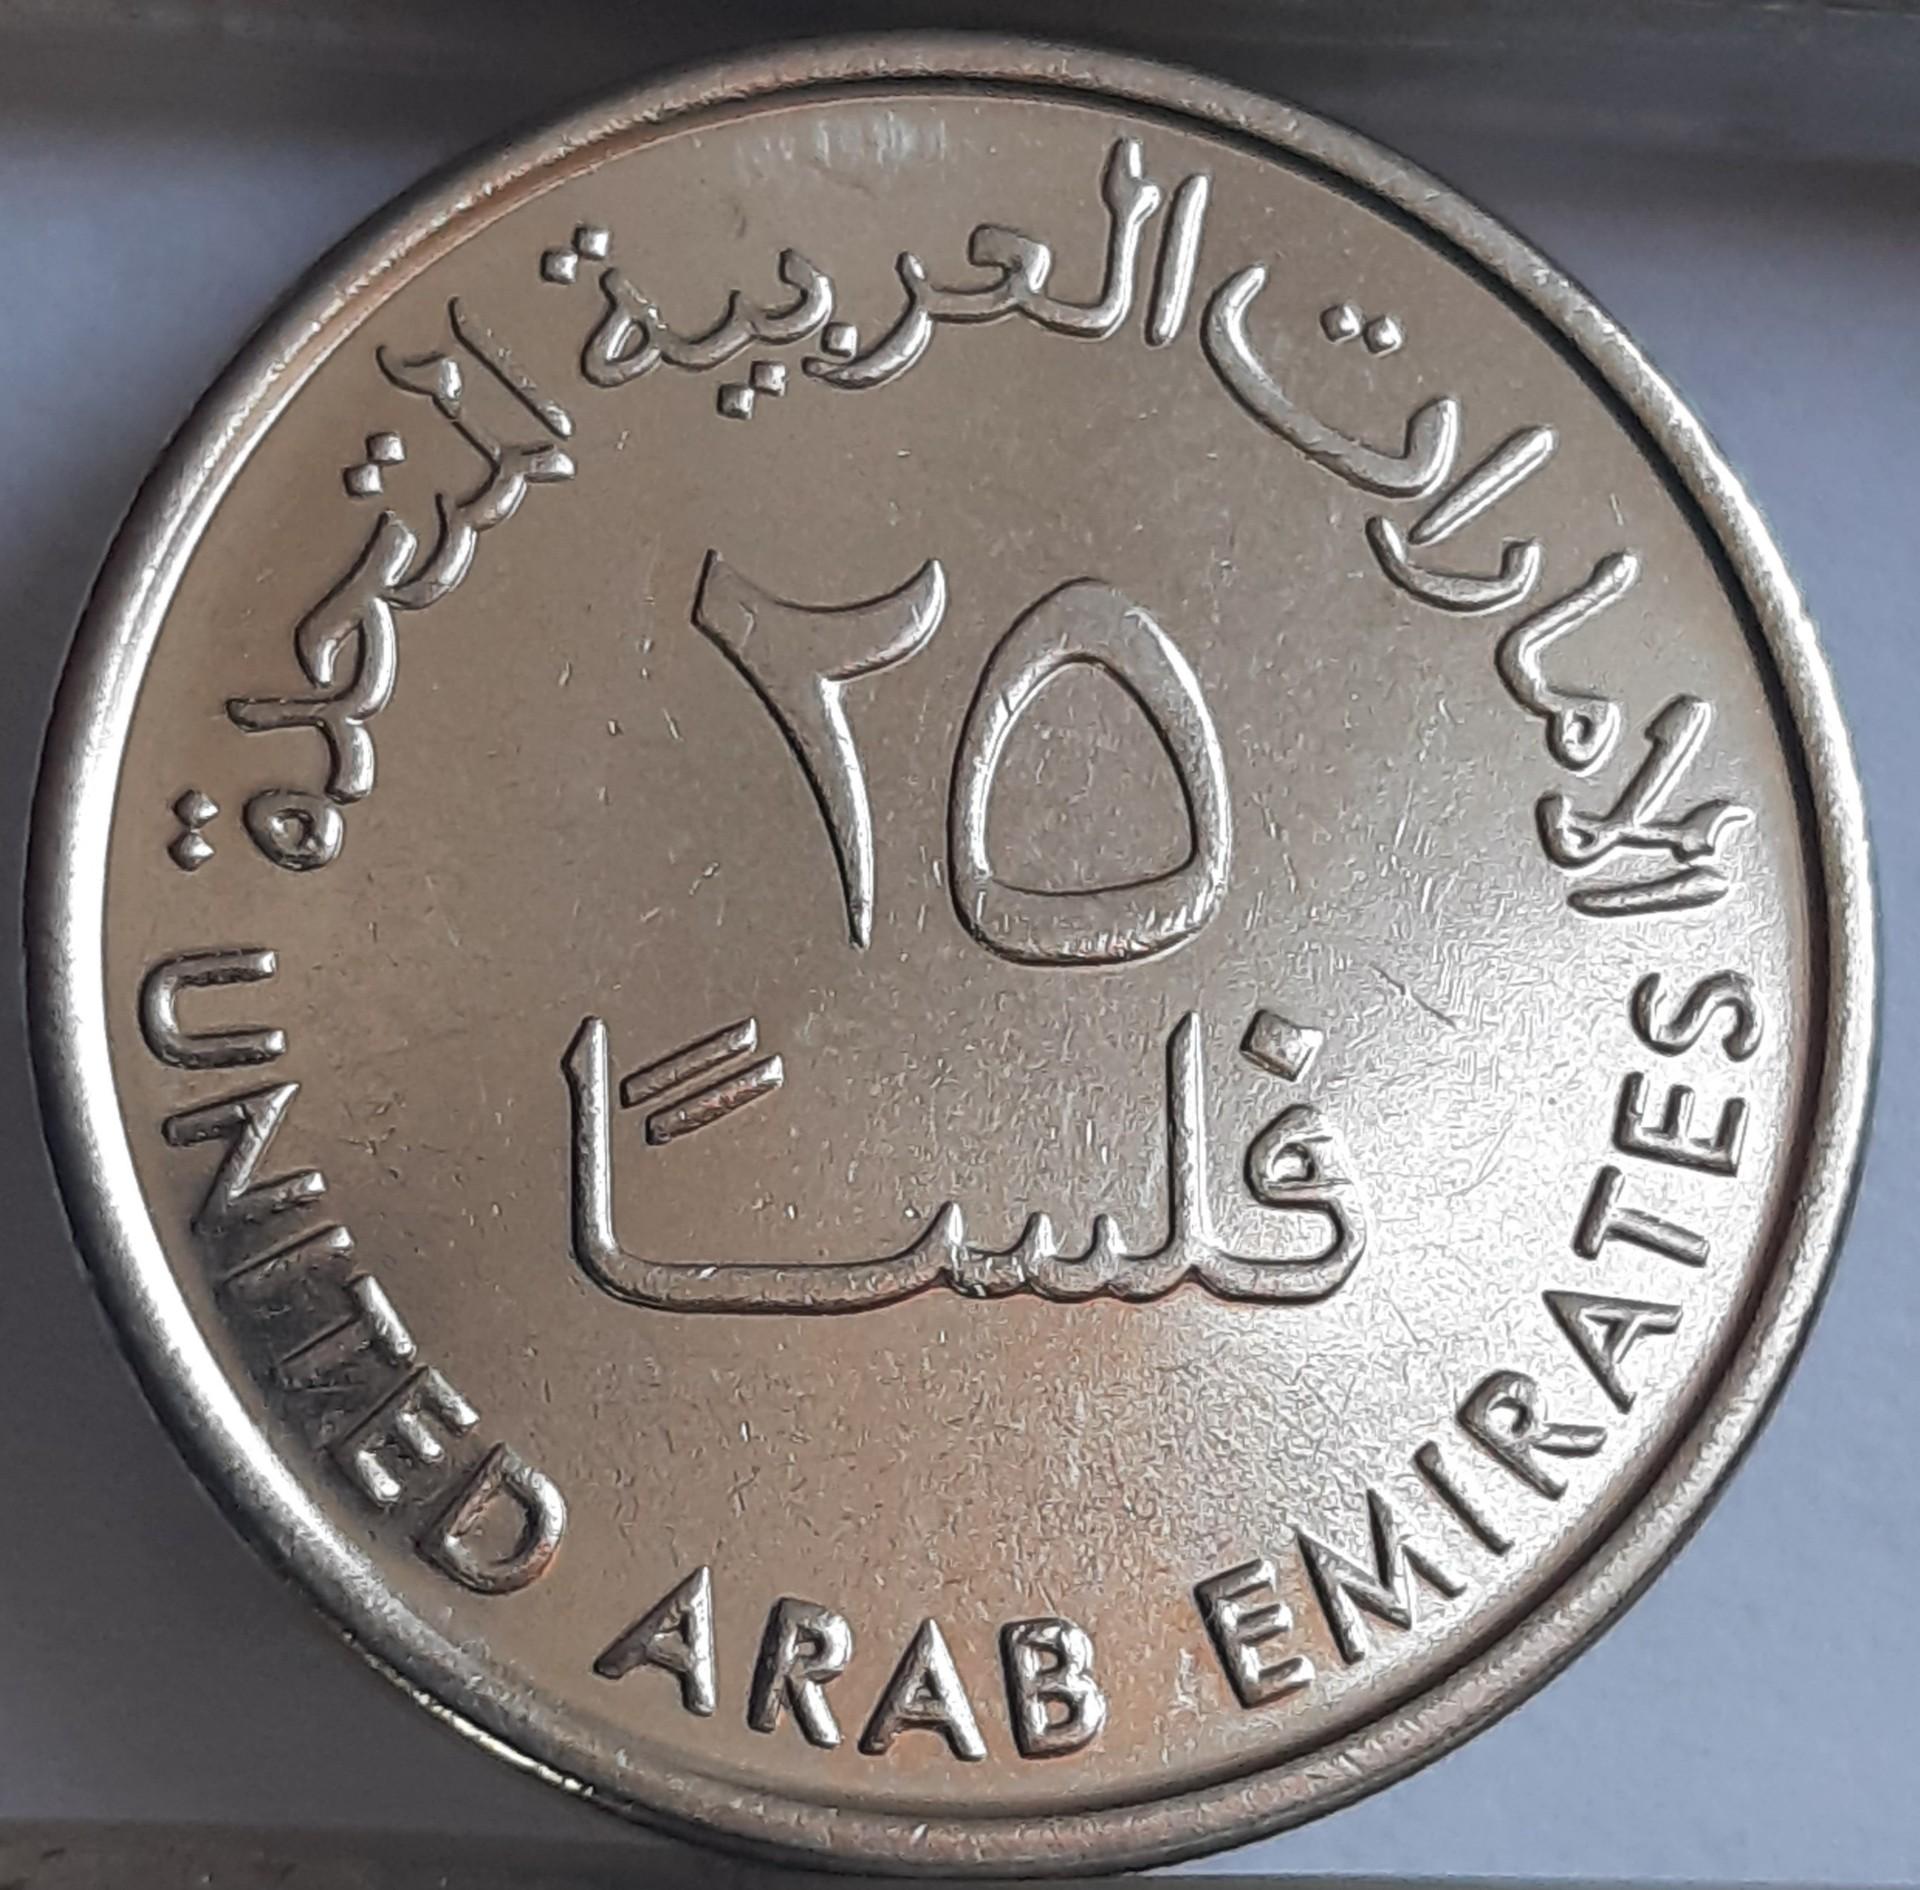 الإمارات العربية المتحدة
٢٥
فلساً
UNITED ARAB EMIRATES